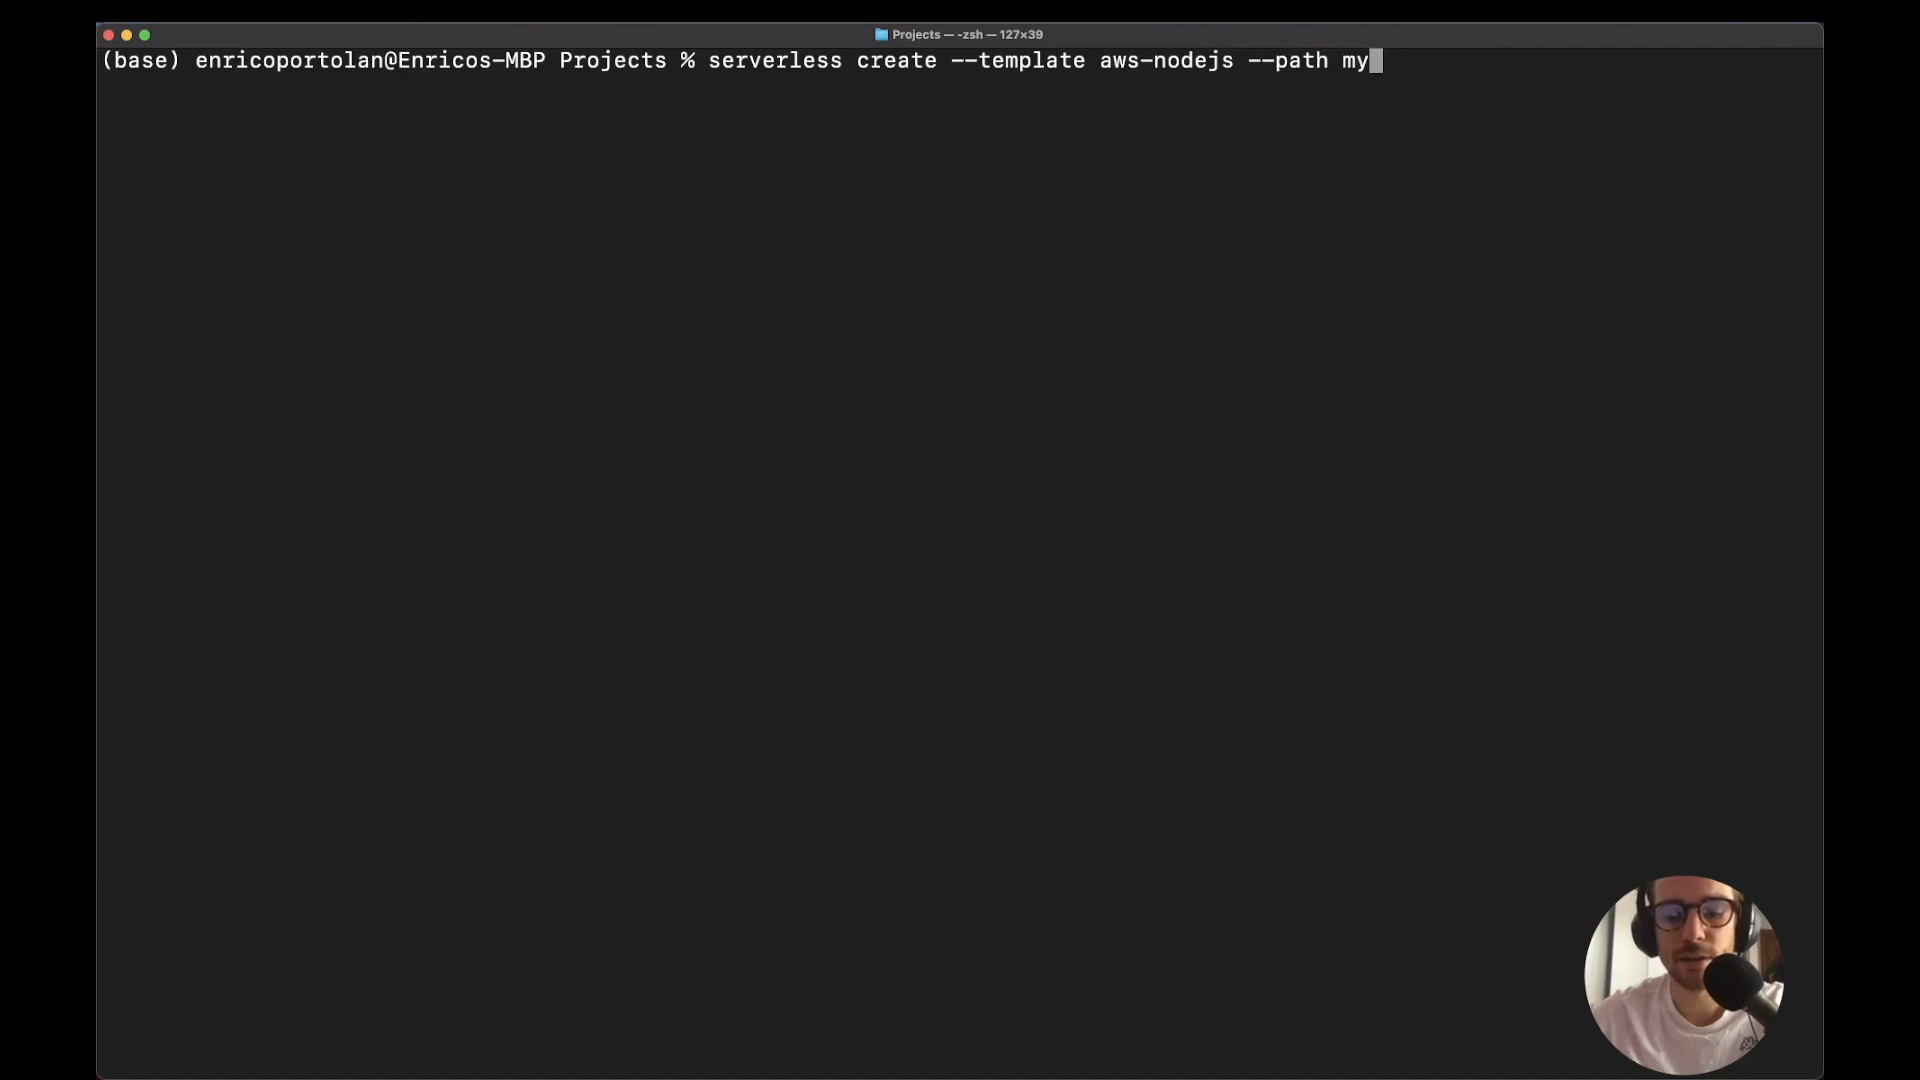 Projects — -zsh — 127×39
(base) enricoportolan@Enricos-MBP Projects % serverless create --template aws-nodejs --path my